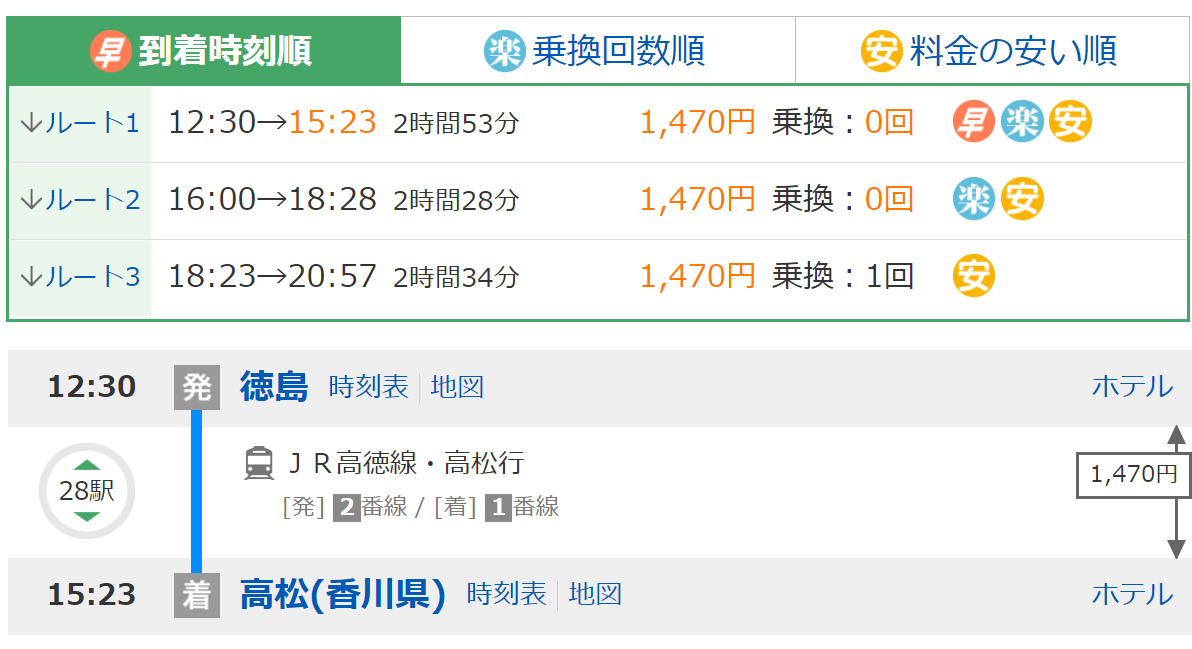 早 到着時刻順 楽 乗換回数順 安 料金の安い順
↓ルート1 12:30→15:23 2時間53分 1,470円 乗換：0回 早 楽 安
↓ルート2 16:00→18:28 2時間28分 1,470円 乗換：0回 楽 安
↓ルート3 18:23→20:57 2時間34分 1,470円 乗換：1回 安
12:30 発 徳島 時刻表 地図 ホテル
ＪＲ高徳線・高松行
28駅 1,470円
[発] 2番線 / [着] 1番線
15:23 着 高松(香川県) 時刻表 地図 ホテル